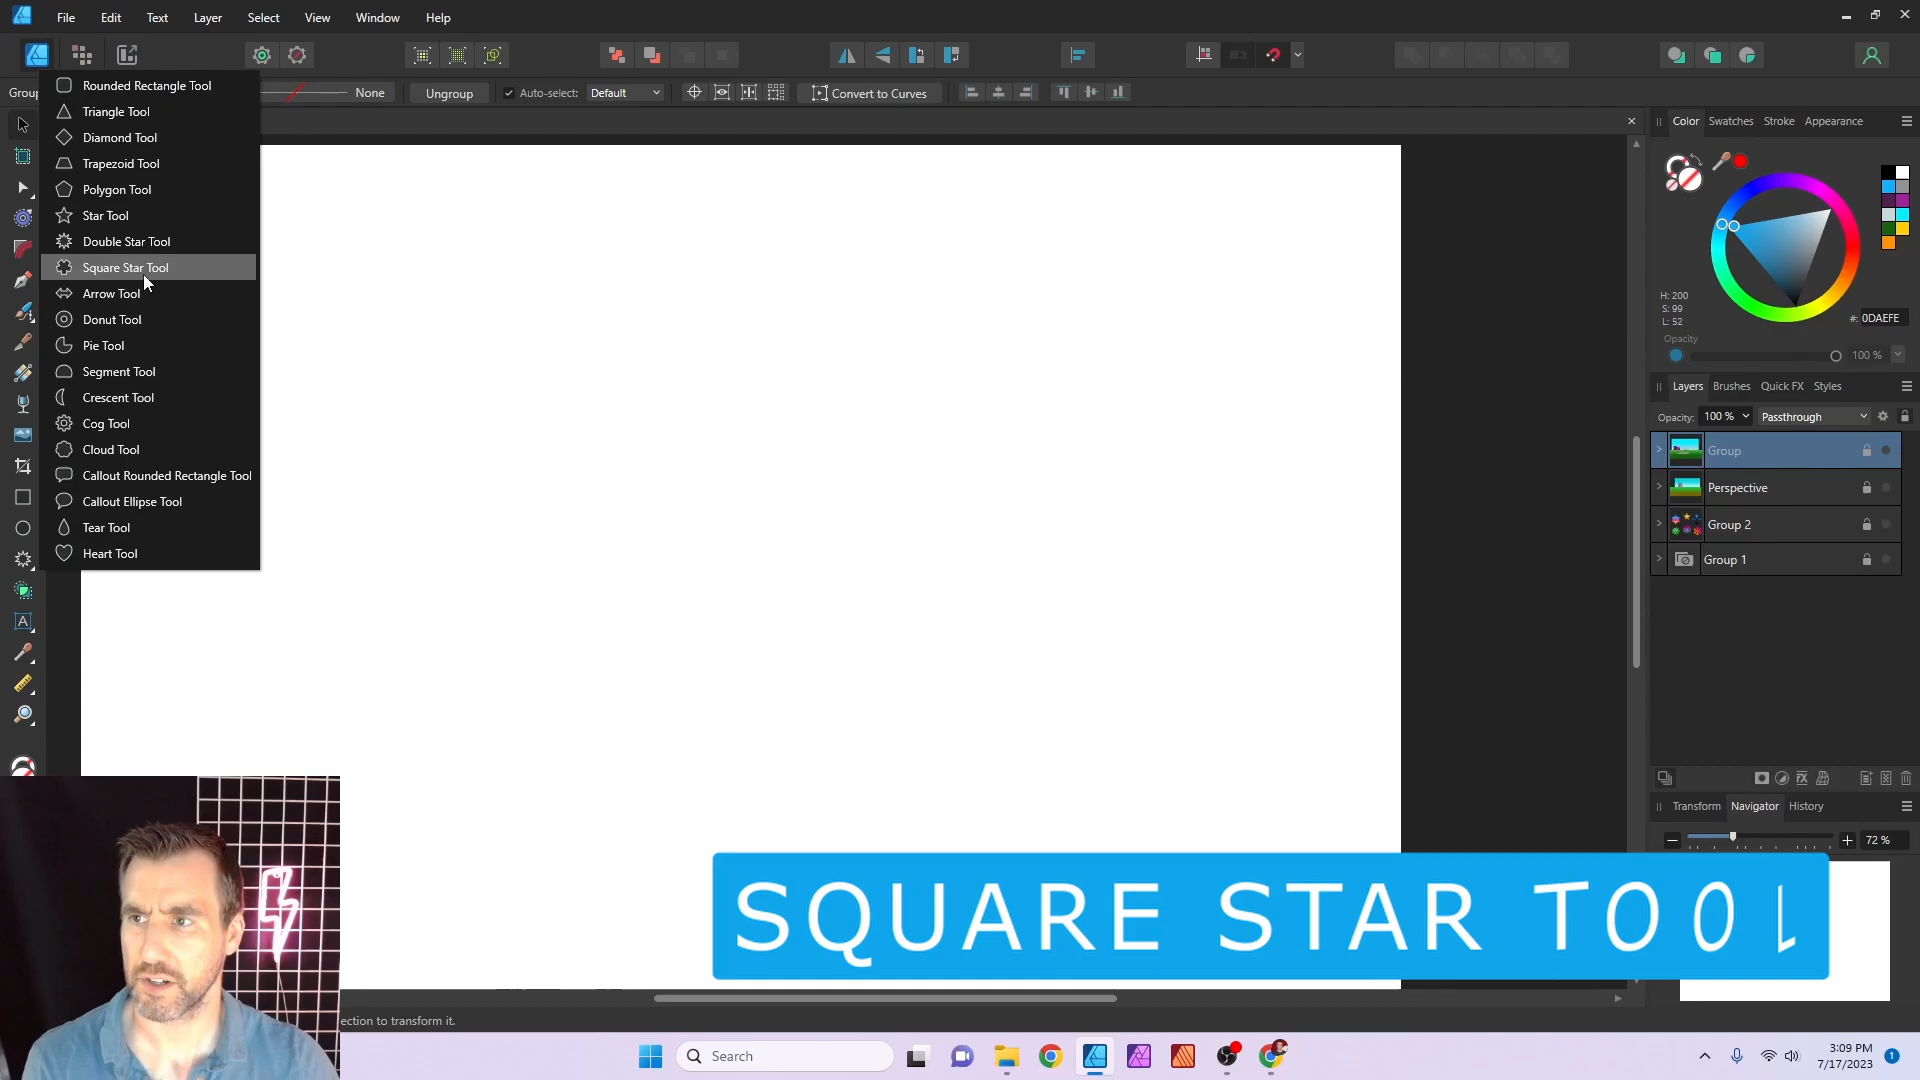 File Edit Text Layer Select View Window Help
Group None Ungroup Auto-select: Default Convert to Curves
Rounded Rectangle Tool
Triangle Tool
Diamond Tool
Trapezoid Tool
Polygon Tool
Star Tool
Double Star Tool
Square Star Tool
Arrow Tool
Donut Tool
Pie Tool
Segment Tool
Crescent Tool
Cog Tool
Cloud Tool
Callout Rounded Rectangle Tool
Callout Ellipse Tool
Tear Tool
Heart Tool
Color Swatches Stroke Appearance
H: 200
S: 99
L: 52
#: 0DAEFE
Opacity
100 %
Layers Brushes Quick FX Styles
Opacity: 100 % Passthrough
Group
Perspective
Group 2
Group 1
Transform Navigator History
72 %
SQUARE STAR TOOL
ection to transform it.
Search
3:09 PM
7/17/2023
1